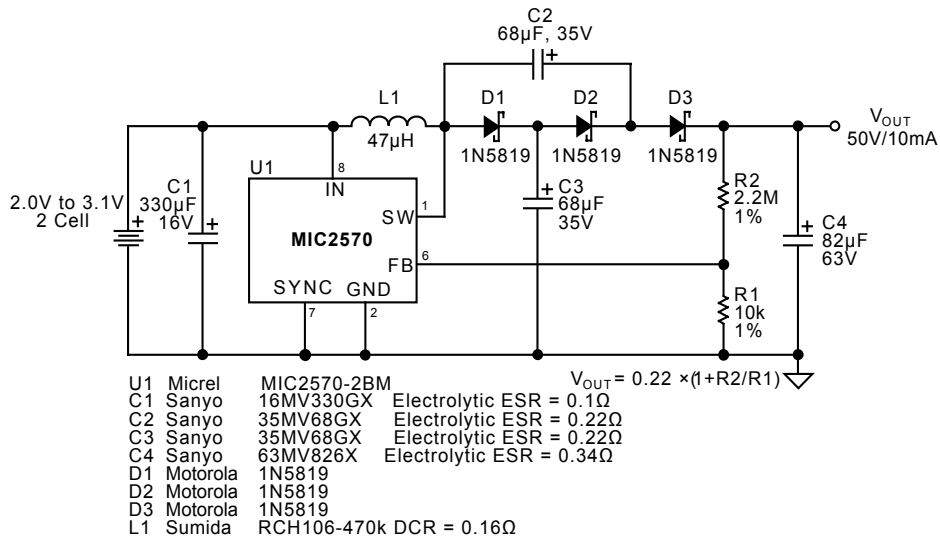 C2
68µF, 35V
L1
47µH
D1
1N5819
D2
1N5819
D3
1N5819
VOUT
50V/10mA
2.0V to 3.1V
2 Cell
C1
330µF
16V
U1
8
IN
SW
1
MIC2570
FB
6
SYNC
GND
7
2
C3
68µF
35V
R2
2.2M
1%
C4
82µF
63V
R1
10k
1%
VOUT = 0.22 ×(1+R2/R1)
U1 Micrel MIC2570-2BM
C1 Sanyo 16MV330GX Electrolytic ESR = 0.1Ω
C2 Sanyo 35MV68GX Electrolytic ESR = 0.22Ω
C3 Sanyo 35MV68GX Electrolytic ESR = 0.22Ω
C4 Sanyo 63MV826X Electrolytic ESR = 0.34Ω
D1 Motorola 1N5819
D2 Motorola 1N5819
D3 Motorola 1N5819
L1 Sumida RCH106-470k DCR = 0.16Ω